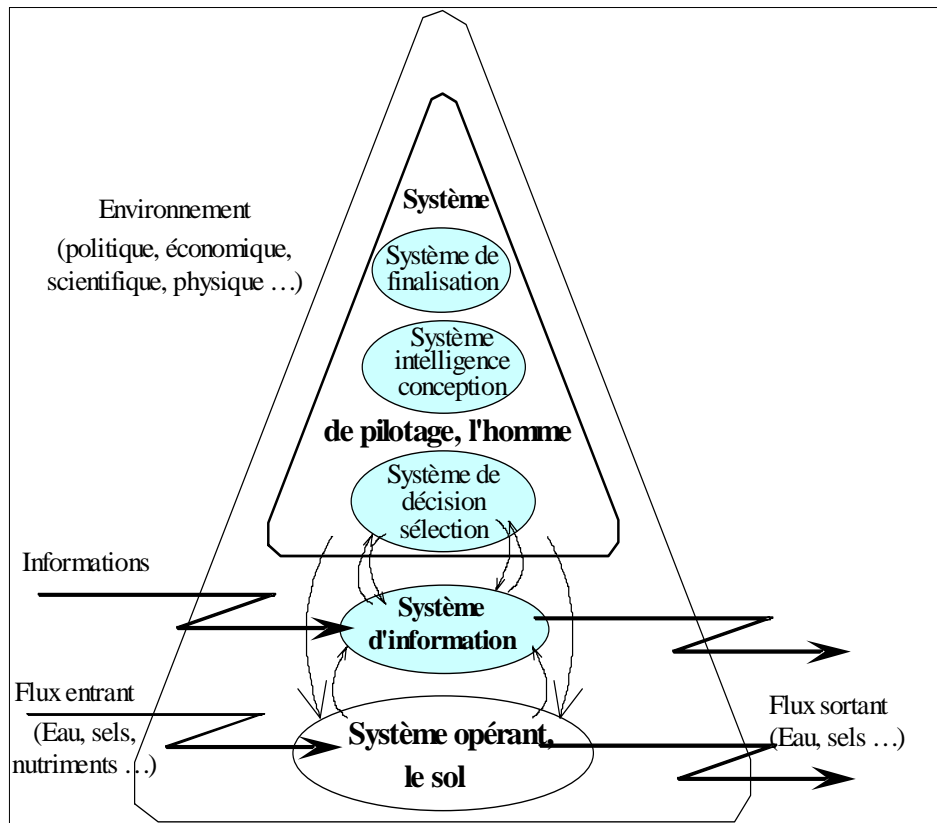 Système
Environnement
(politique, économique,
scientifique, physique …)
Système de
finalisation
Système
intelligence
conception
de pilotage, l'homme
Système de
décision
sélection
Informations
Système
d'information
Flux entrant
(Eau, sels,
nutriments …)
Système opérant,
le sol
Flux sortant
(Eau, sels …)